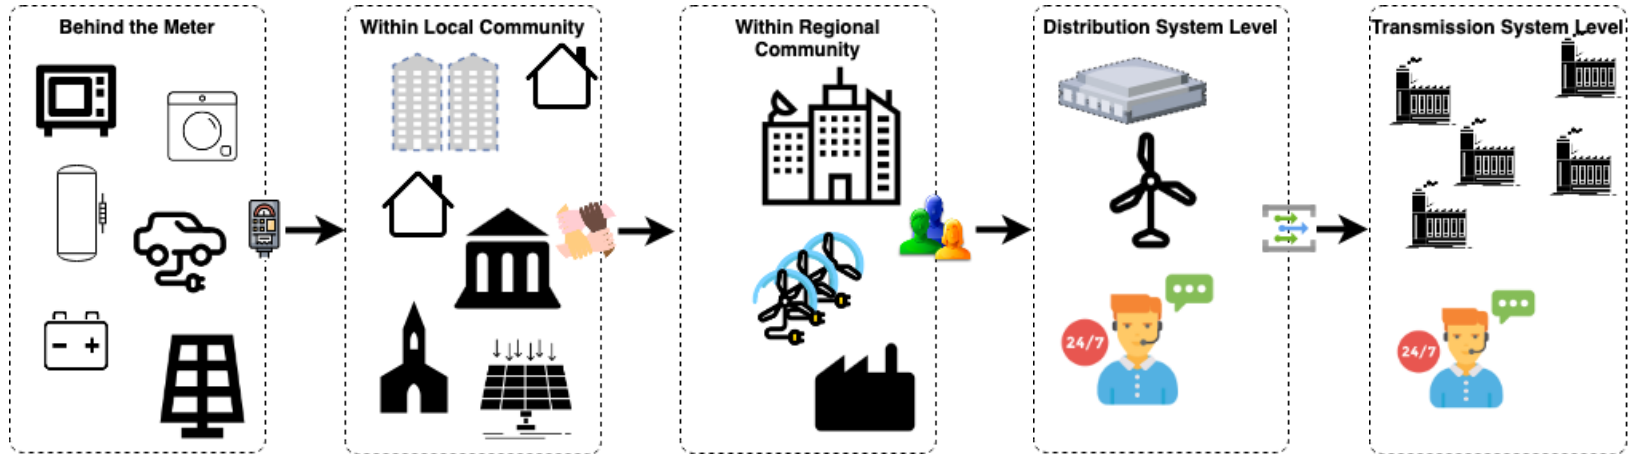 Behind the Meter
Within Local Community
Within Regional
Community
Distribution System Level
Transmission System Level
24/7
24/7